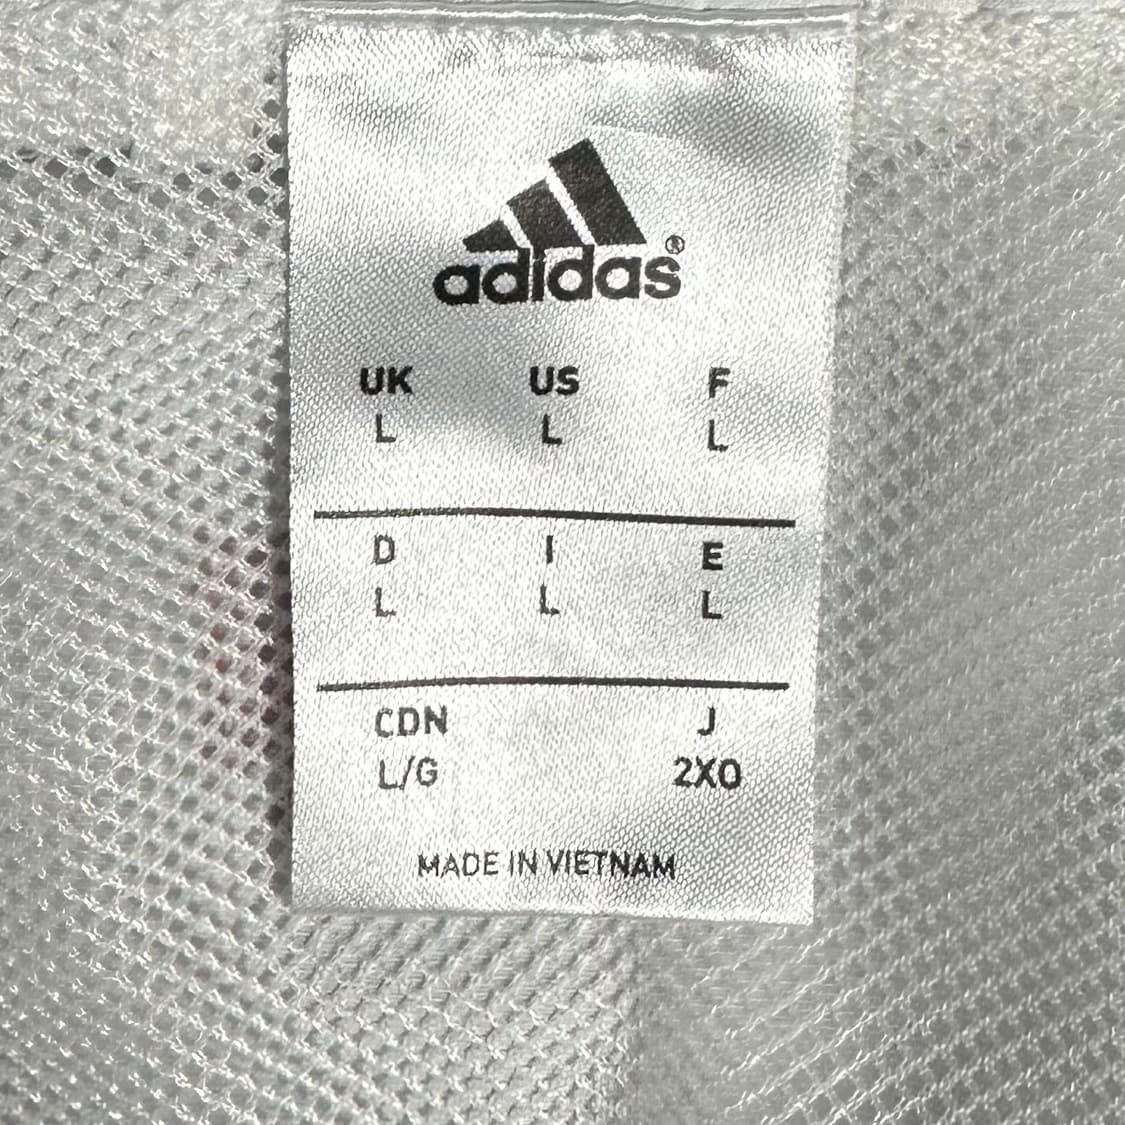 adidas®
UK US F
L L L
D I E
L L L
CDN J
L/G 2XO
MADE IN VIETNAM